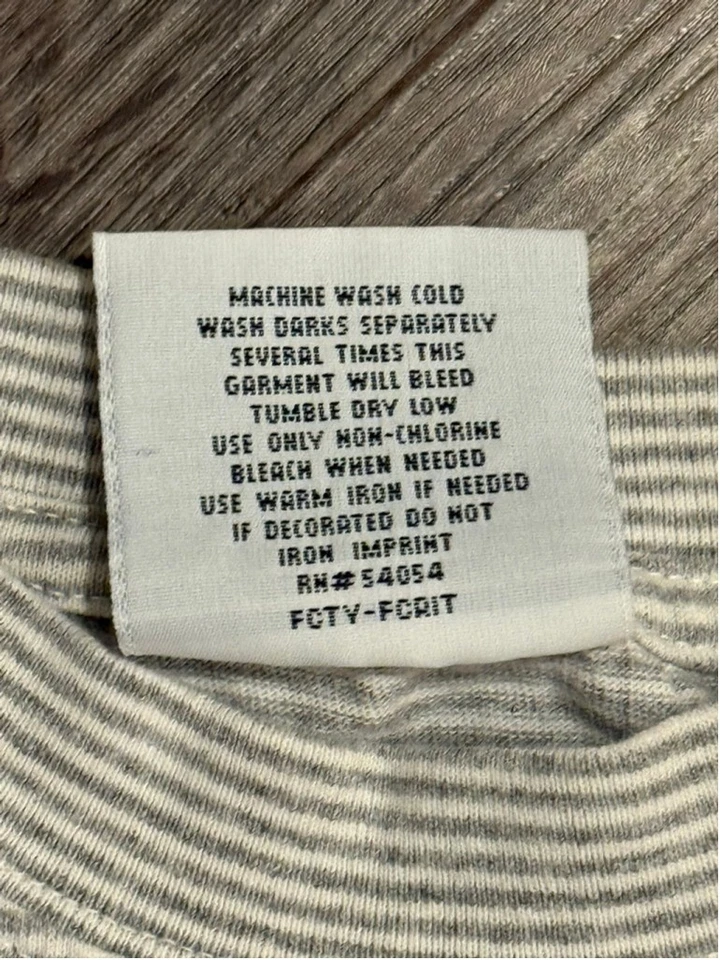 MACHINE WASH COLD
WASH DARKS SEPARATELY
SEVERAL TIMES THIS
GARMENT WILL BLEED
TUMBLE DRY LOW
USE ONLY NON-CHLORINE
BLEACH WHEN NEEDED
USE WARM IRON IF NEEDED
IF DECORATED DO NOT
IRON IMPRINT
RN#54054
FCTY-FCAIT